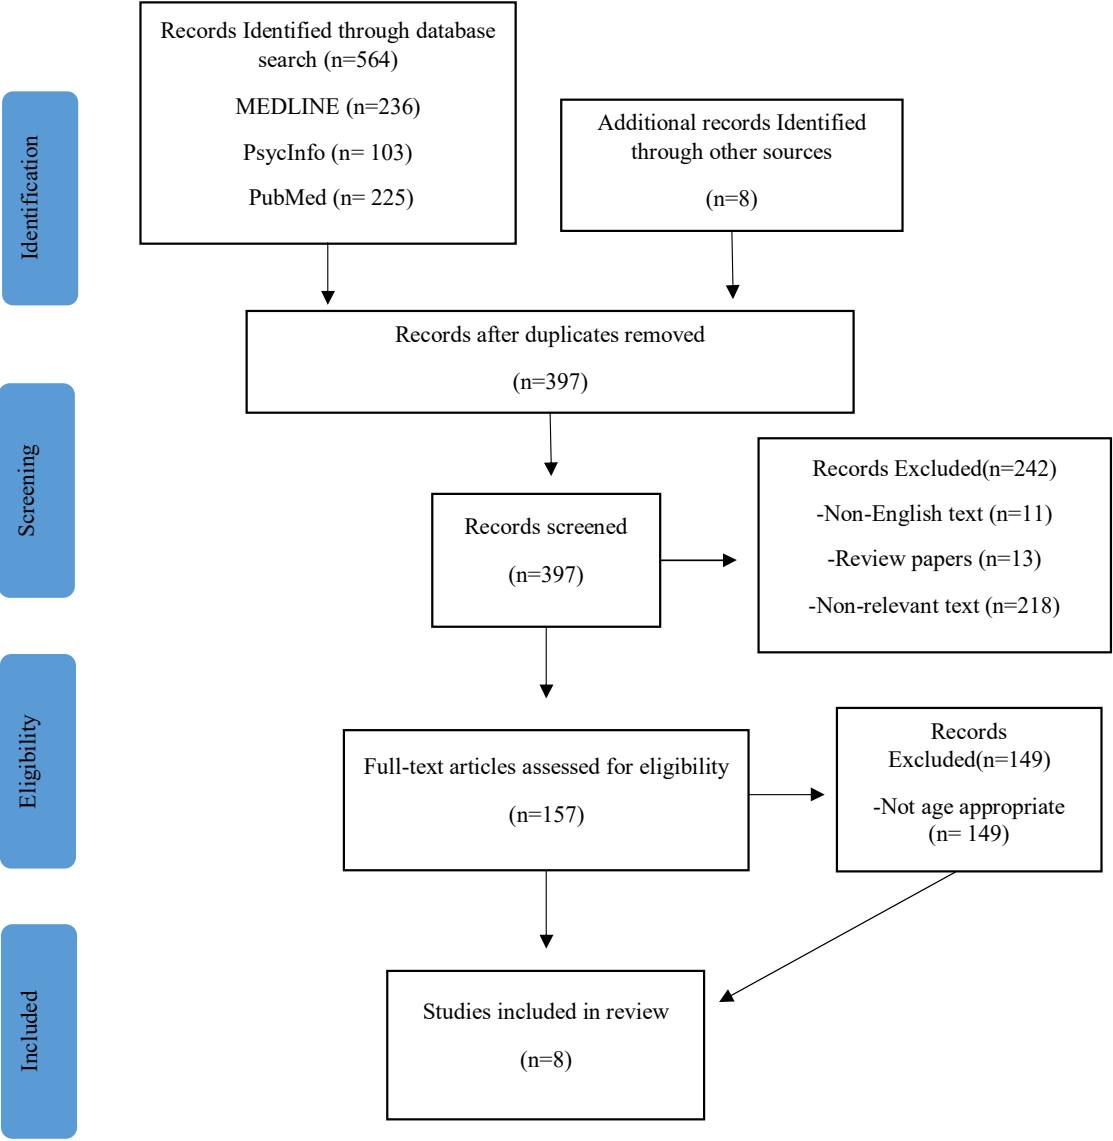 Records Identified through database
search (n=564)
MEDLINE (n=236)
PsycInfo (n= 103)
PubMed (n= 225)
Additional records Identified
through other sources
(n=8)
Identification
Records after duplicates removed
(n=397)
Screening
Records screened
(n=397)
Records Excluded(n=242)
-Non-English text (n=11)
-Review papers (n=13)
-Non-relevant text (n=218)
Eligibility
Full-text articles assessed for eligibility
(n=157)
Records
Excluded(n=149)
-Not age appropriate
(n= 149)
Included
Studies included in review
(n=8)